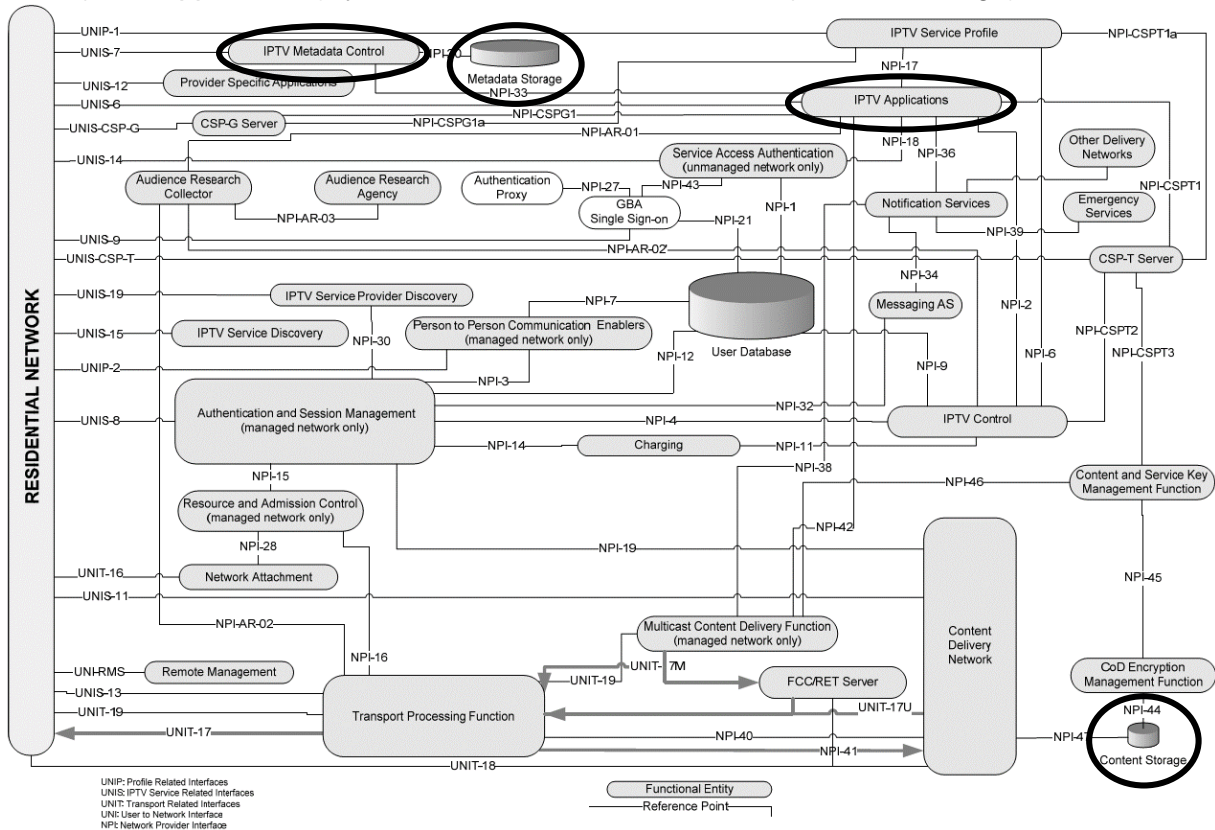 UNIP-1
IPTV Service Profile
NPI-CSPT1a
UNIS-7
IPTV Metadata Control
NPI-30
Metadata Storage
NPI-17
UNIS-12
Provider Specific Applications
NPI-33
IPTV Applications
UNIS-6
NPI-CSPG1
UNIS-CSP-G
CSP-G Server
NPI-CSPG1a
NPI-AR-01
NPI-18
NPI-36
Other Delivery
Networks
UNIS-14
Service Access Authentication
(unmanaged network only)
Audience Research
Collector
Audience Research
Agency
Authentication
Proxy
NPI-27
NPI-43
GBA
Single Sign-on
NPI-1
NPI-CSPT1
Notification Services
Emergency
Services
NPI-AR-03
NPI-21
NPI-39
UNIS-9
NPI-AR-02
UNIS-CSP-T
CSP-T Server
NPI-34
UNIS-19
IPTV Service Provider Discovery
NPI-7
Messaging AS
NPI-2
UNIS-15
IPTV Service Discovery
NPI-30
Person to Person Communication Enablers
(managed network only)
User Database
NPI-CSPT2
NPI-CSPT3
NPI-12
NPI-6
NPI-9
UNIP-2
NPI-3
RESIDENTIAL NETWORK
Authentication and Session Management
(managed network only)
NPI-32
UNIS-8
NPI-4
IPTV Control
NPI-14
Charging
NPI-11
NPI-15
NPI-38
Content and Service Key
Management Function
NPI-46
Resource and Admission Control
(managed network only)
NPI-42
NPI-28
NPI-19
UNIT-16
Network Attachment
NPI-45
UNIS-11
NPI-AR-02
Multicast Content Delivery Function
(managed network only)
Content
Delivery
Network
NPI-16
UNI-RMS
Remote Management
UNIT-17M
UNIT-19
FCC/RET Server
CoD Encryption
Management Function
UNIS-13
UNIT-19
Transport Processing Function
UNIT-17U
NPI-44
UNIT-17
NPI-40
NPI-47
NPI-41
Content Storage
UNIT-18
UNIP: Profile Related Interfaces
UNIS: IPTV Service Related Interfaces
UNIT: Transport Related Interfaces
UNI: User to Network Interface
NPI: Network Provider Interface
Functional Entity
Reference Point